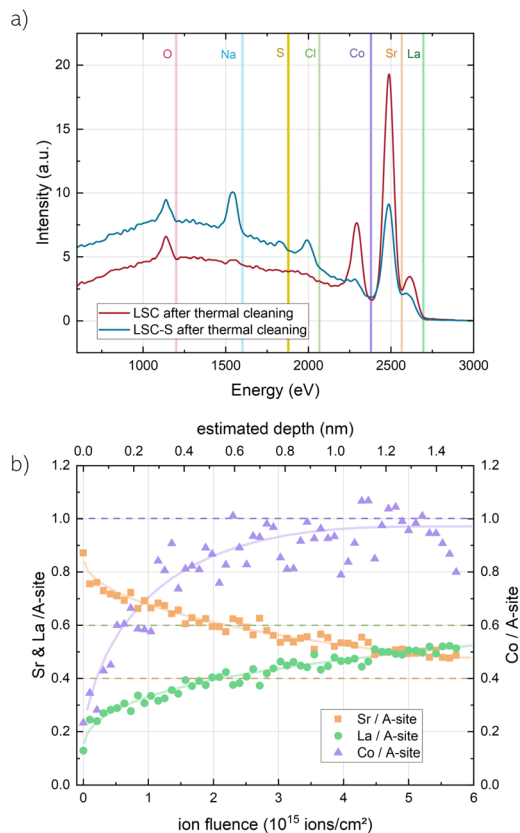 a)
O Na S Cl Co Sr La
20
15
10
5
0
Intensity (a.u.)
LSC after thermal cleaning
LSC-S after thermal cleaning
1000 1500 2000 2500 3000
Energy (eV)
b)
estimated depth (nm)
0.0 0.2 0.4 0.6 0.8 1.0 1.2 1.4
1.2 1.2
1.0 1.0
0.8 0.8
0.6 0.6
0.4 0.4
0.2 0.2
0.0 0.0
Sr & La /A-site
Co / A-site
Sr / A-site
La / A-site
Co / A-site
0 1 2 3 4 5 6
ion fluence (10¹⁵ ions/cm²)